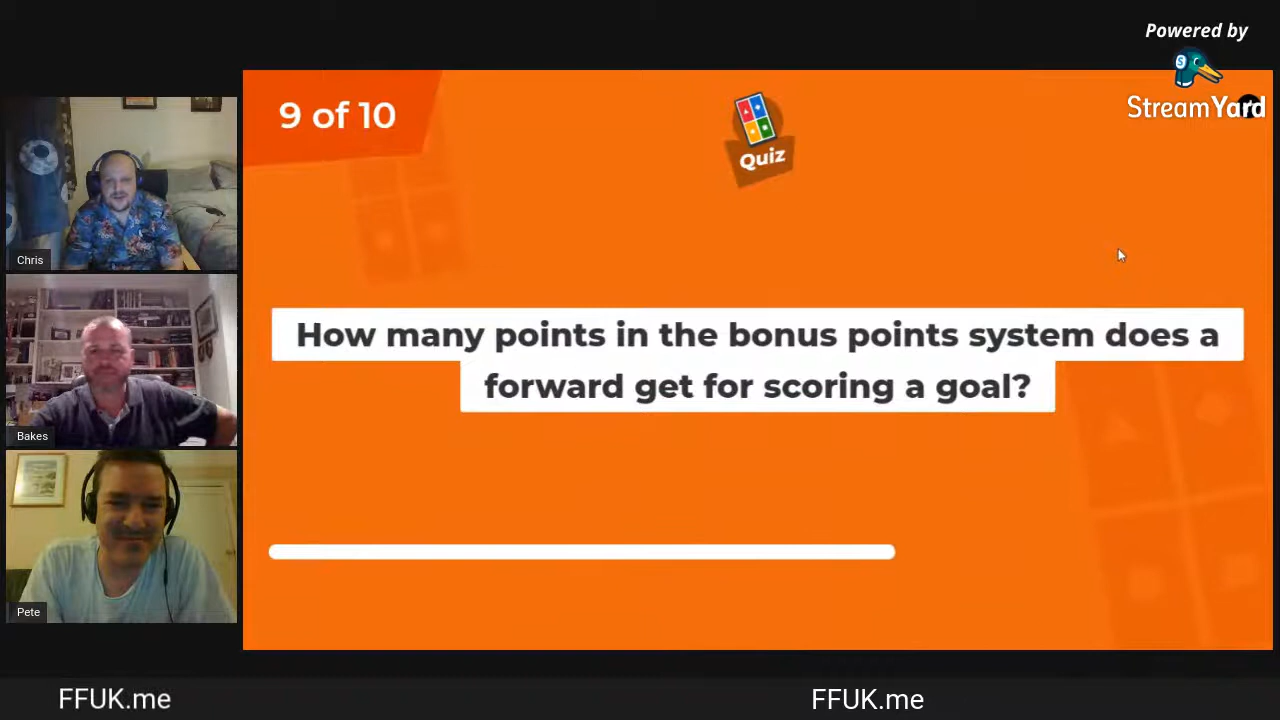 Powered by
StreamYard
9 of 10
Quiz
Chris
How many points in the bonus points system does a
forward get for scoring a goal?
Bakes
Pete
FFUK.me
FFUK.me